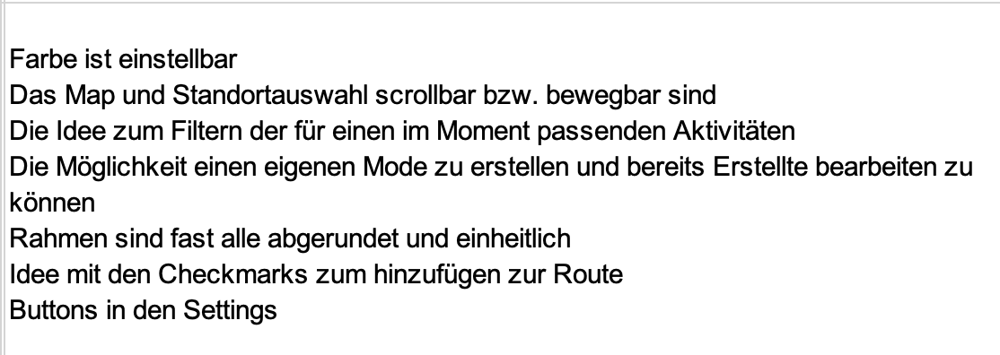 Farbe ist einstellbar
Das Map und Standortauswahl scrollbar bzw. bewegbar sind
Die Idee zum Filtern der für einen im Moment passenden Aktivitäten
Die Möglichkeit einen eigenen Mode zu erstellen und bereits Erstellte bearbeiten zu
können
Rahmen sind fast alle abgerundet und einheitlich
Idee mit den Checkmarks zum hinzufügen zur Route
Buttons in den Settings